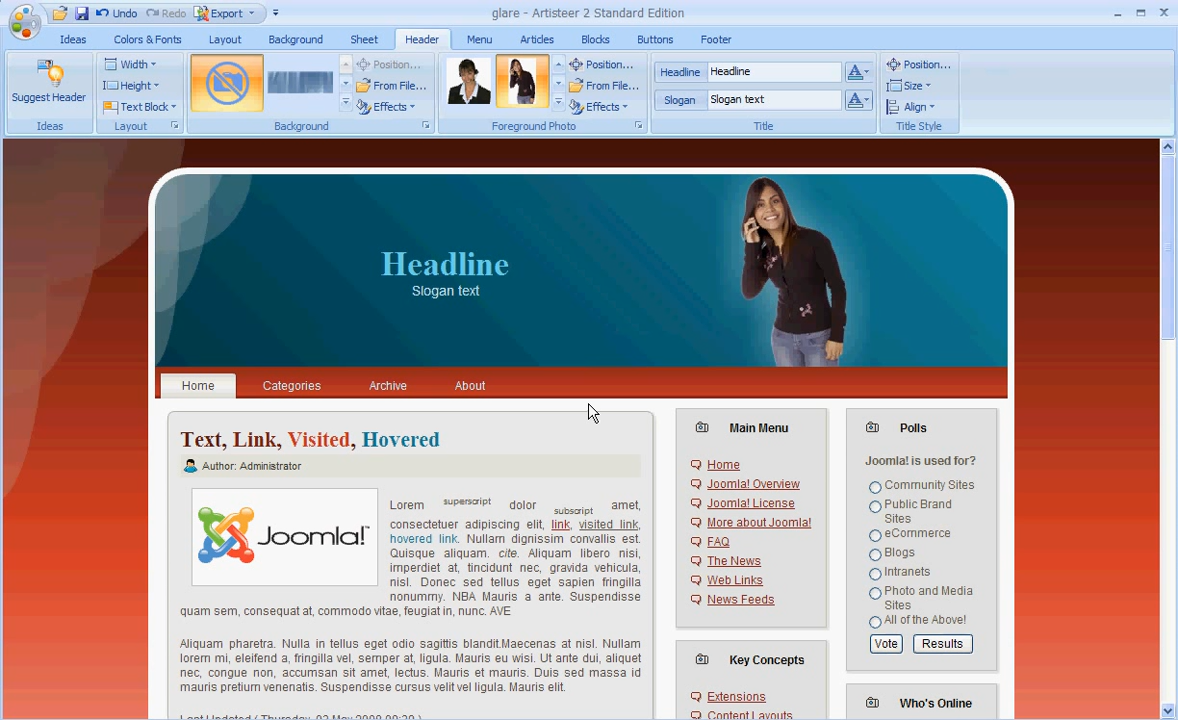 Undo Redo Export glare - Artisteer 2 Standard Edition
Ideas Colors & Fonts Layout Background Sheet Header Menu Articles Blocks Buttons Footer
Suggest Header
Ideas
Width
Height
Text Block
Layout
Position...
From File...
Effects
Background
Position...
From File...
Effects
Foreground Photo
Headline Headline
Slogan Slogan text
Title
Position...
Size
Align
Title Style
Headline
Slogan text
Home Categories Archive About
Text, Link, Visited, Hovered
Author: Administrator
Joomla!™
Lorem superscript dolor subscript amet,
consectetuer adipiscing elit, link, visited link,
hovered link. Nullam dignissim convallis est.
Quisque aliquam. cite. Aliquam libero nisi,
imperdiet at, tincidunt nec, gravida vehicula,
nisl. Donec sed tellus eget sapien fringilla
nonummy. NBA Mauris a ante. Suspendisse
quam sem, consequat at, commodo vitae, feugiat in, nunc. AVE
Aliquam pharetra. Nulla in tellus eget odio sagittis blandit.Maecenas at nisl. Nullam
lorem mi, eleifend a, fringilla vel, semper at, ligula. Mauris eu wisi. Ut ante dui, aliquet
nec, congue non, accumsan sit amet, lectus. Mauris et mauris. Duis sed massa id
mauris pretium venenatis. Suspendisse cursus velit vel ligula. Mauris elit.
Main Menu
Home
Joomla! Overview
Joomla! License
More about Joomla!
FAQ
The News
Web Links
News Feeds
Key Concepts
Extensions
Content Layouts
Polls
Joomla! is used for?
Community Sites
Public Brand
Sites
eCommerce
Blogs
Intranets
Photo and Media
Sites
All of the Above!
Vote Results
Who's Online